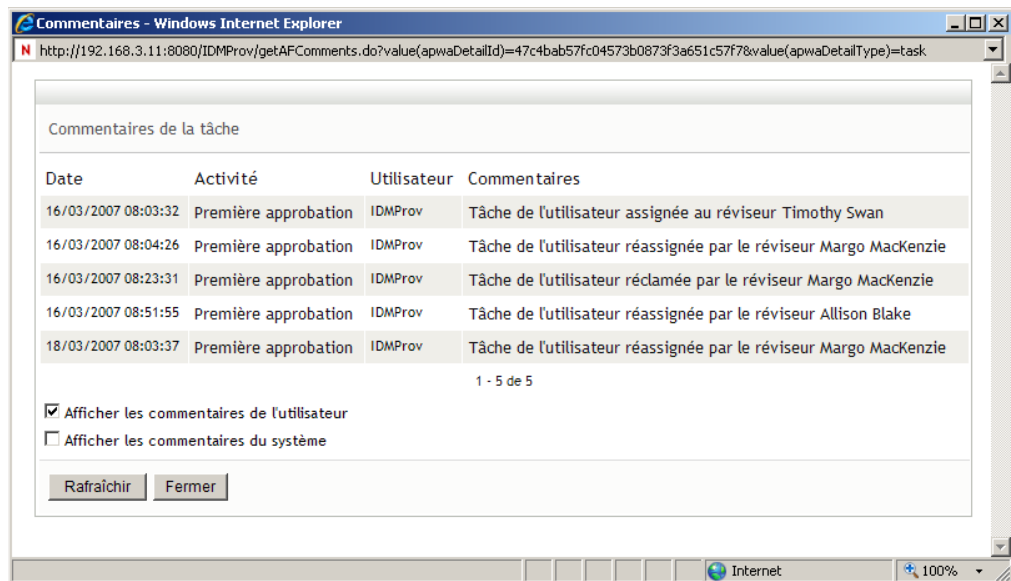 Commentaires - Windows Internet Explorer
N http://192.168.3.11:8080/IDMProv/getAFComments.do?value(apwaDetailId)=47c4bab57fc04573b0873f3a651c57f7&value(apwaDetailType)=task
Commentaires de la tâche
Date Activité Utilisateur Commentaires
16/03/2007 08:03:32 Première approbation IDMProv Tâche de l'utilisateur assignée au réviseur Timothy Swan
16/03/2007 08:04:26 Première approbation IDMProv Tâche de l'utilisateur réassignée par le réviseur Margo MacKenzie
16/03/2007 08:23:31 Première approbation IDMProv Tâche de l'utilisateur réclamée par le réviseur Margo MacKenzie
16/03/2007 08:51:55 Première approbation IDMProv Tâche de l'utilisateur réassignée par le réviseur Allison Blake
18/03/2007 08:03:37 Première approbation IDMProv Tâche de l'utilisateur réassignée par le réviseur Margo MacKenzie
1 - 5 de 5
Afficher les commentaires de l'utilisateur
Afficher les commentaires du système
Rafraîchir Fermer
Internet 100%